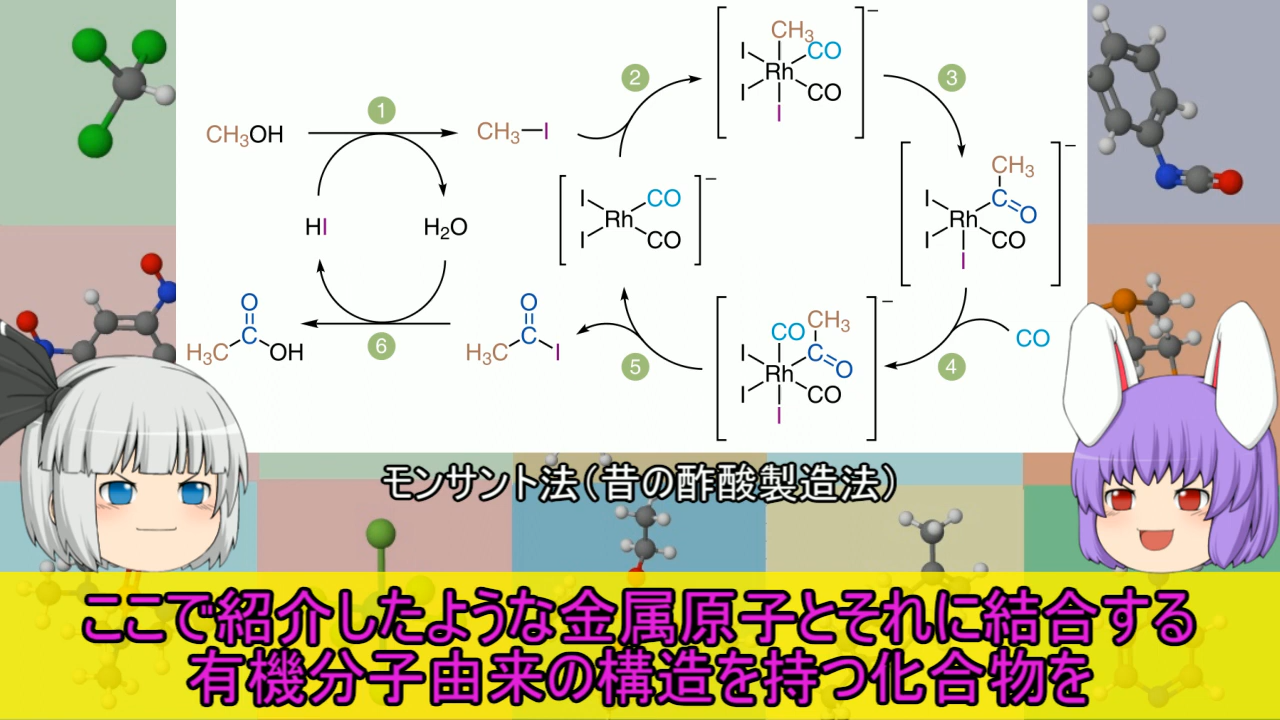 [CH₃ I CO Rh I CO I]⁻
① ② ③
CH₃OH CH₃—I
[I CO Rh I CO]⁻
[CH₃ I C O Rh I CO I]⁻
HI H₂O
CO
[CO CH₃ I C O Rh I CO I]⁻
O H₃C C OH
O H₃C C I
⑥ ⑤ ④
モンサント法(昔の酢酸製造法)
ここで紹介したような金属原子とそれに結合する
有機分子由来の構造を持つ化合物を